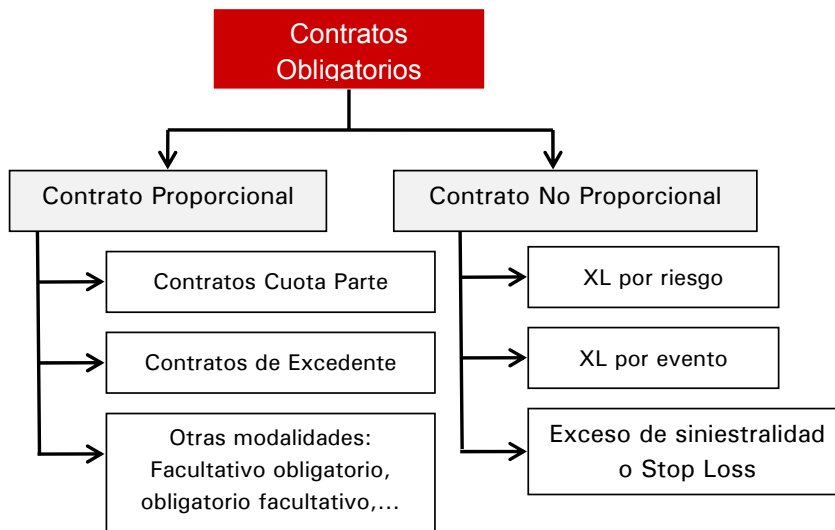 Contratos
Obligatorios
Contrato Proporcional
Contratos Cuota Parte
Contratos de Excedente
Otras modalidades:
Facultativo obligatorio,
obligatorio facultativo,...
Contrato No Proporcional
XL por riesgo
XL por evento
Exceso de siniestralidad
o Stop Loss